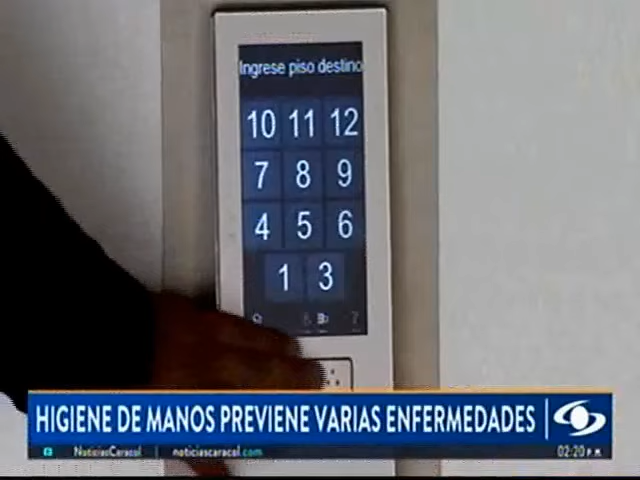 Ingrese piso destino
10 11 12
7 8 9
4 5 6
1 3
HIGIENE DE MANOS PREVIENE VARIAS ENFERMEDADES
NoticiasCaracol noticiascaracol.com 02:20 P.M.